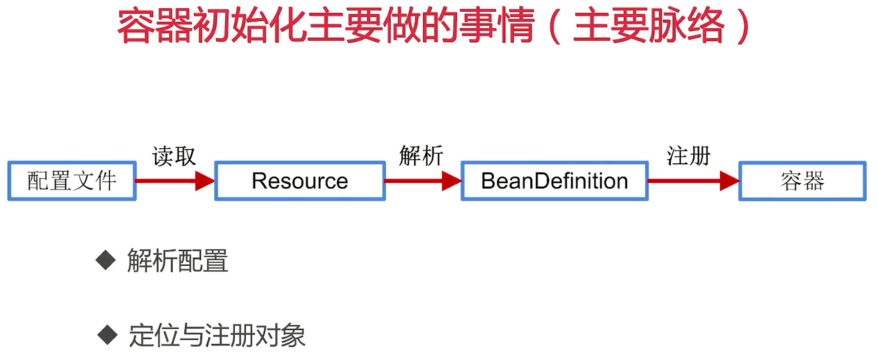 容器初始化主要做的事情（主要脉络）
读取 解析 注册
配置文件 Resource BeanDefinition 容器
◆ 解析配置
◆ 定位与注册对象